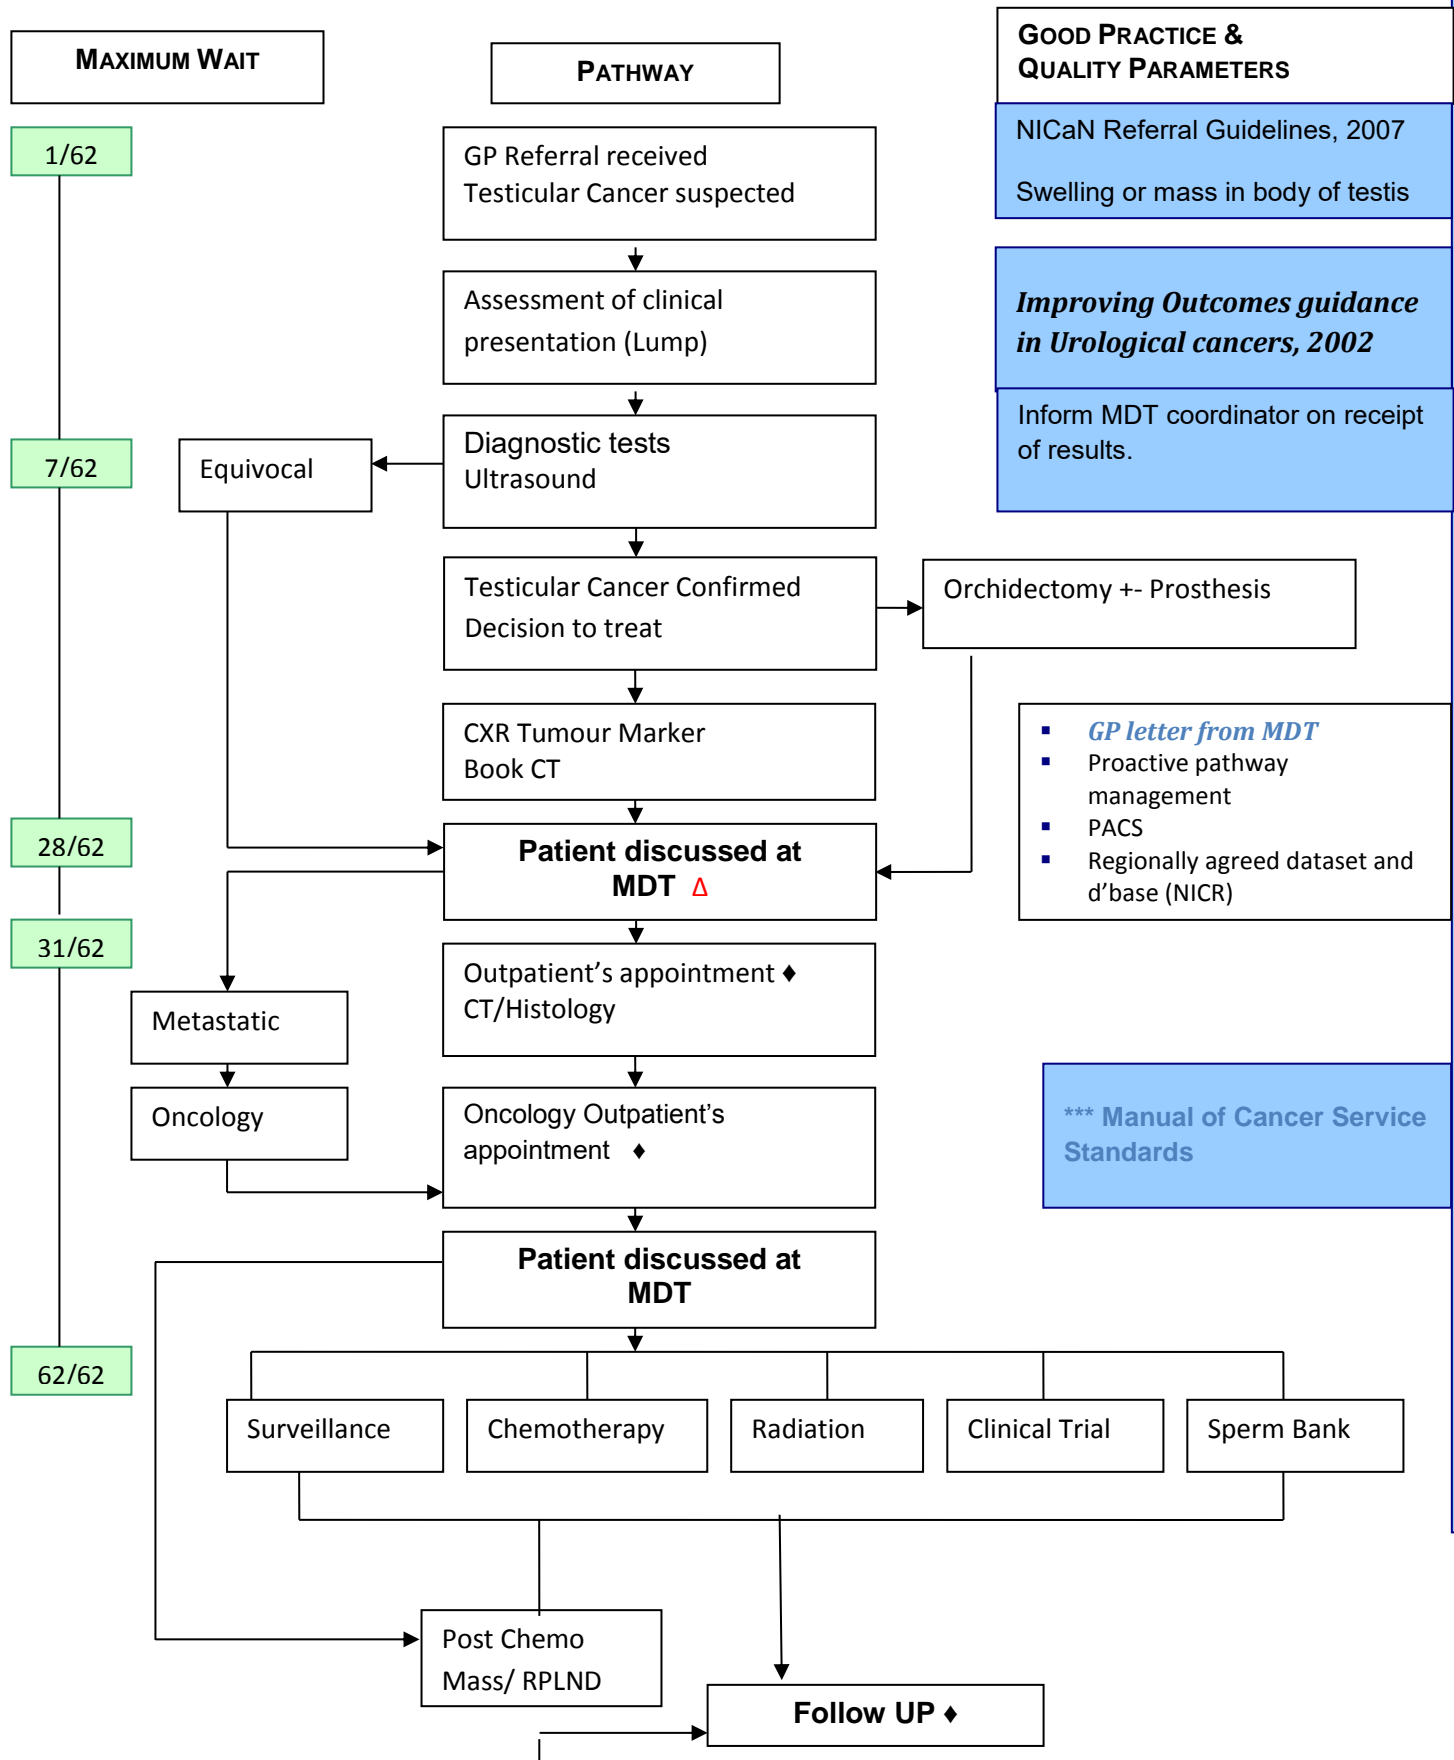 MAXIMUM WAIT
PATHWAY
GOOD PRACTICE &
QUALITY PARAMETERS
1/62
GP Referral received
Testicular Cancer suspected
NICaN Referral Guidelines, 2007
Swelling or mass in body of testis
Assessment of clinical
presentation (Lump)
Improving Outcomes guidance
in Urological cancers, 2002
7/62
Equivocal
Diagnostic tests
Ultrasound
Inform MDT coordinator on receipt
of results.
Testicular Cancer Confirmed
Decision to treat
Orchidectomy +- Prosthesis
CXR Tumour Marker
Book CT
▪ GP letter from MDT
▪ Proactive pathway
management
▪ PACS
▪ Regionally agreed dataset and
d’base (NICR)
28/62
Patient discussed at
MDT Δ
31/62
Metastatic
Outpatient’s appointment ♦
CT/Histology
Oncology
Oncology Outpatient’s
appointment ♦
*** Manual of Cancer Service
Standards
Patient discussed at
MDT
62/62
Surveillance
Chemotherapy
Radiation
Clinical Trial
Sperm Bank
Post Chemo
Mass/ RPLND
Follow UP ♦